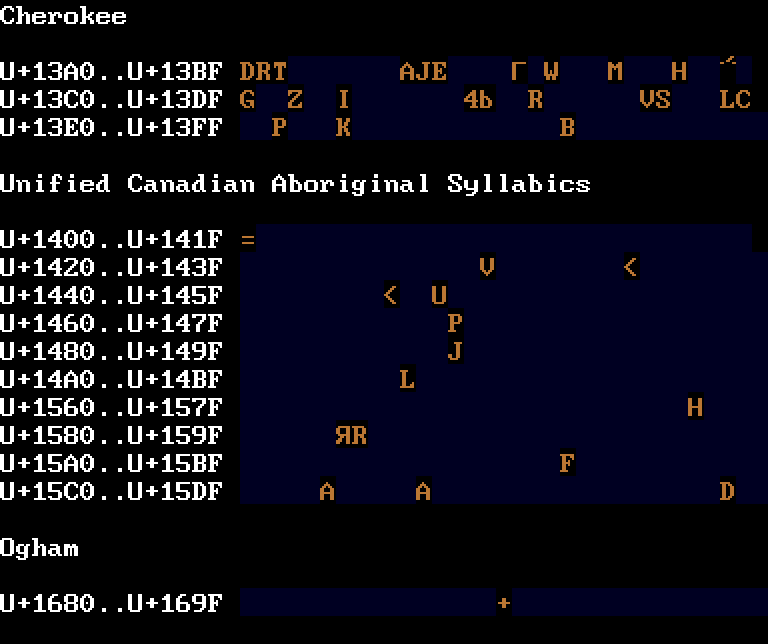 Cherokee
U+13A0..U+13BF DRT AJE Γ W M H
U+13C0..U+13DF G Z I 4b R VS LC
U+13E0..U+13FF P K B
Unified Canadian Aboriginal Syllabics
U+1400..U+141F =
U+1420..U+143F V <
U+1440..U+145F < U
U+1460..U+147F P
U+1480..U+149F J
U+14A0..U+14BF L
U+1560..U+157F H
U+1580..U+159F ЯR
U+15A0..U+15BF F
U+15C0..U+15DF A A D
Ogham
U+1680..U+169F +